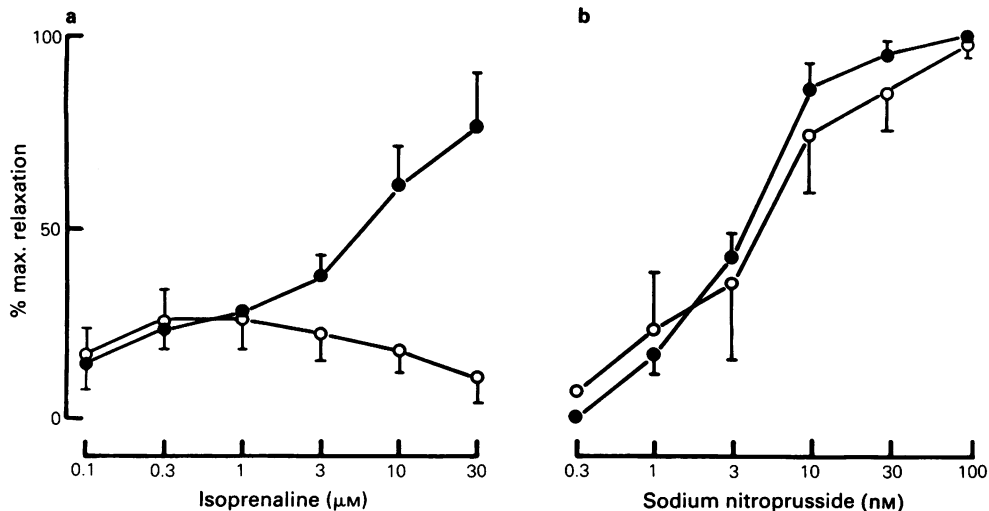 a
b
100
50
0
% max. relaxation
0.1 0.3 1 3 10 30
Isoprenaline (μM)
0.3 1 3 10 30 100
Sodium nitroprusside (nM)